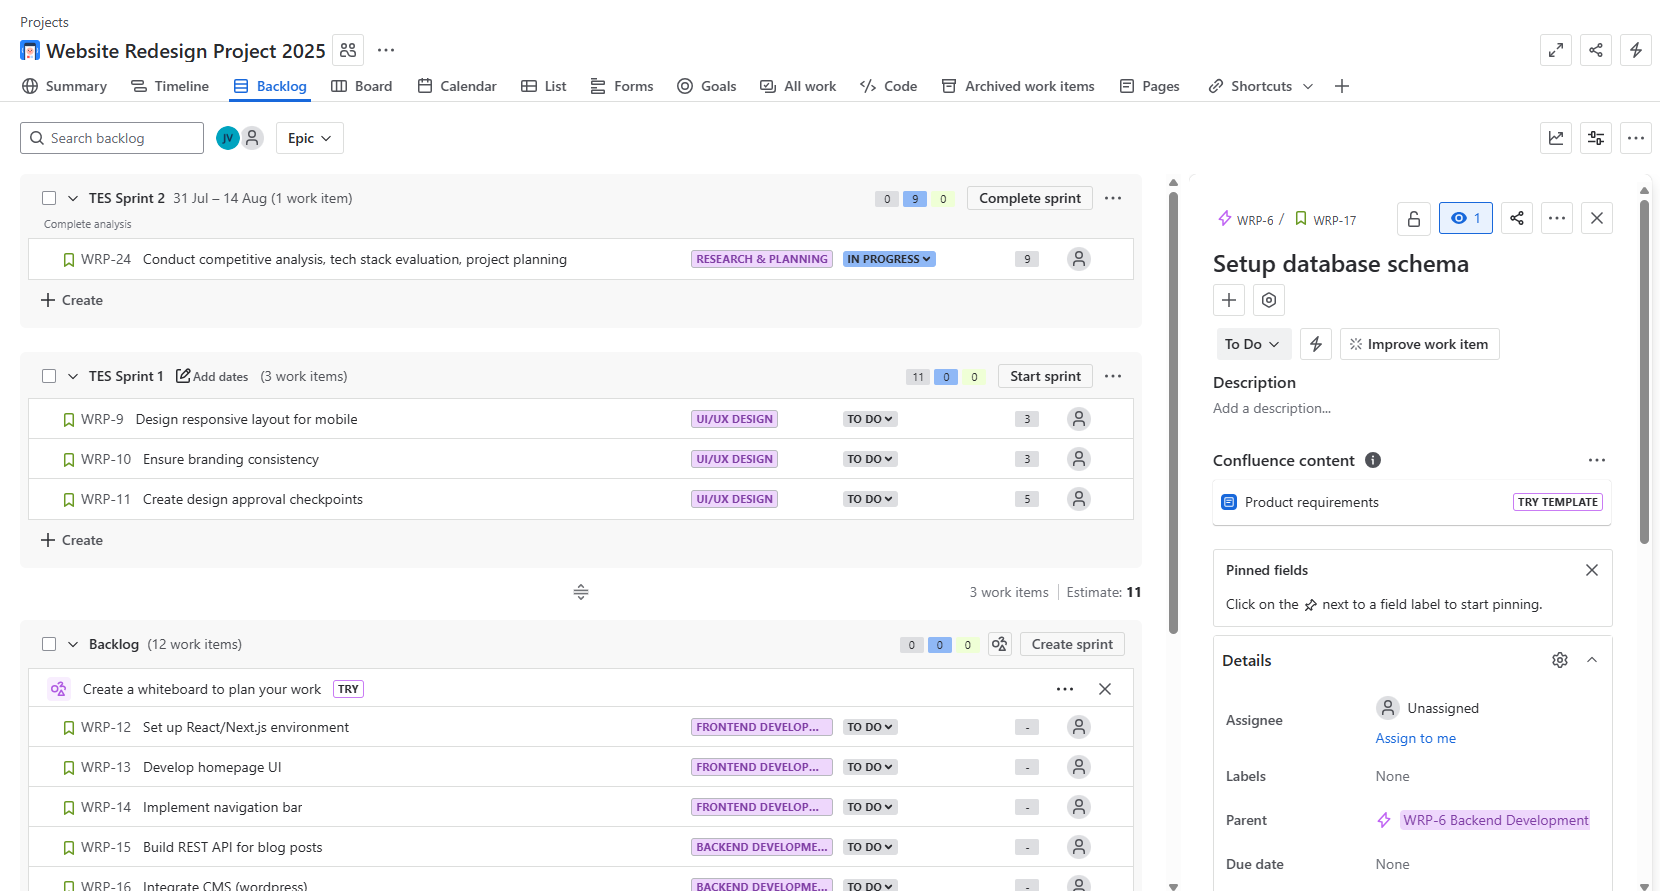 Projects
Website Redesign Project 2025
Summary Timeline Backlog Board Calendar List Forms Goals All work Code Archived work items Pages Shortcuts
Search backlog JV Epic
TES Sprint 2 31 Jul – 14 Aug (1 work item) 0 9 0 Complete sprint
Complete analysis
WRP-24 Conduct competitive analysis, tech stack evaluation, project planning RESEARCH & PLANNING IN PROGRESS 9
Create
TES Sprint 1 Add dates (3 work items) 11 0 0 Start sprint
WRP-9 Design responsive layout for mobile UI/UX DESIGN TO DO 3
WRP-10 Ensure branding consistency UI/UX DESIGN TO DO 3
WRP-11 Create design approval checkpoints UI/UX DESIGN TO DO 5
Create
3 work items Estimate: 11
Backlog (12 work items) 0 0 0 Create sprint
Create a whiteboard to plan your work TRY
WRP-12 Set up React/Next.js environment FRONTEND DEVELOP... TO DO -
WRP-13 Develop homepage UI FRONTEND DEVELOP... TO DO -
WRP-14 Implement navigation bar FRONTEND DEVELOP... TO DO -
WRP-15 Build REST API for blog posts BACKEND DEVELOPME... TO DO -
WRP-16 Integrate CMS (wordpress) BACKEND DEVELOPME... TO DO -
WRP-6 / WRP-17 1
Setup database schema
To Do Improve work item
Description
Add a description...
Confluence content
Product requirements TRY TEMPLATE
Pinned fields
Click on the next to a field label to start pinning.
Details
Assignee Unassigned
Assign to me
Labels None
Parent WRP-6 Backend Development
Due date None